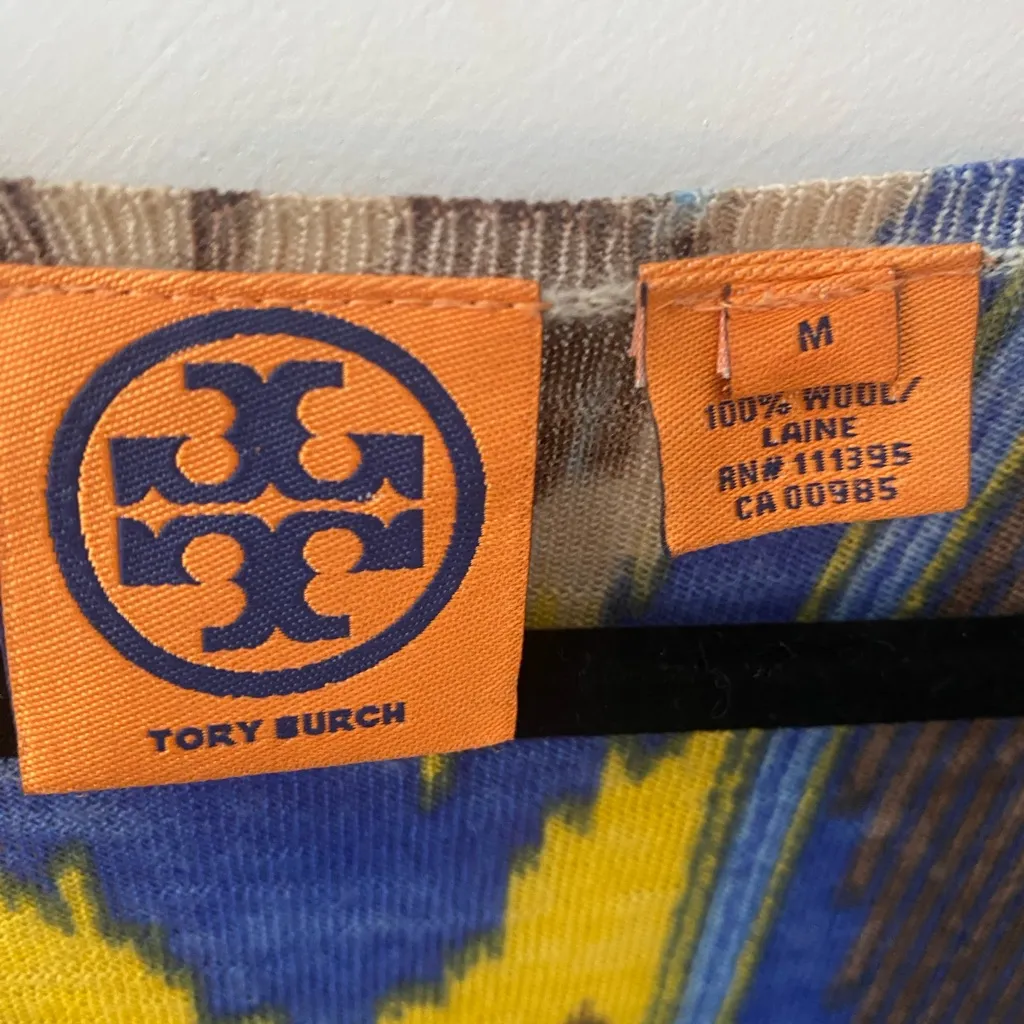 TORY BURCH
M
100% WOOL/
LAINE
RN# 111395
CA 00985